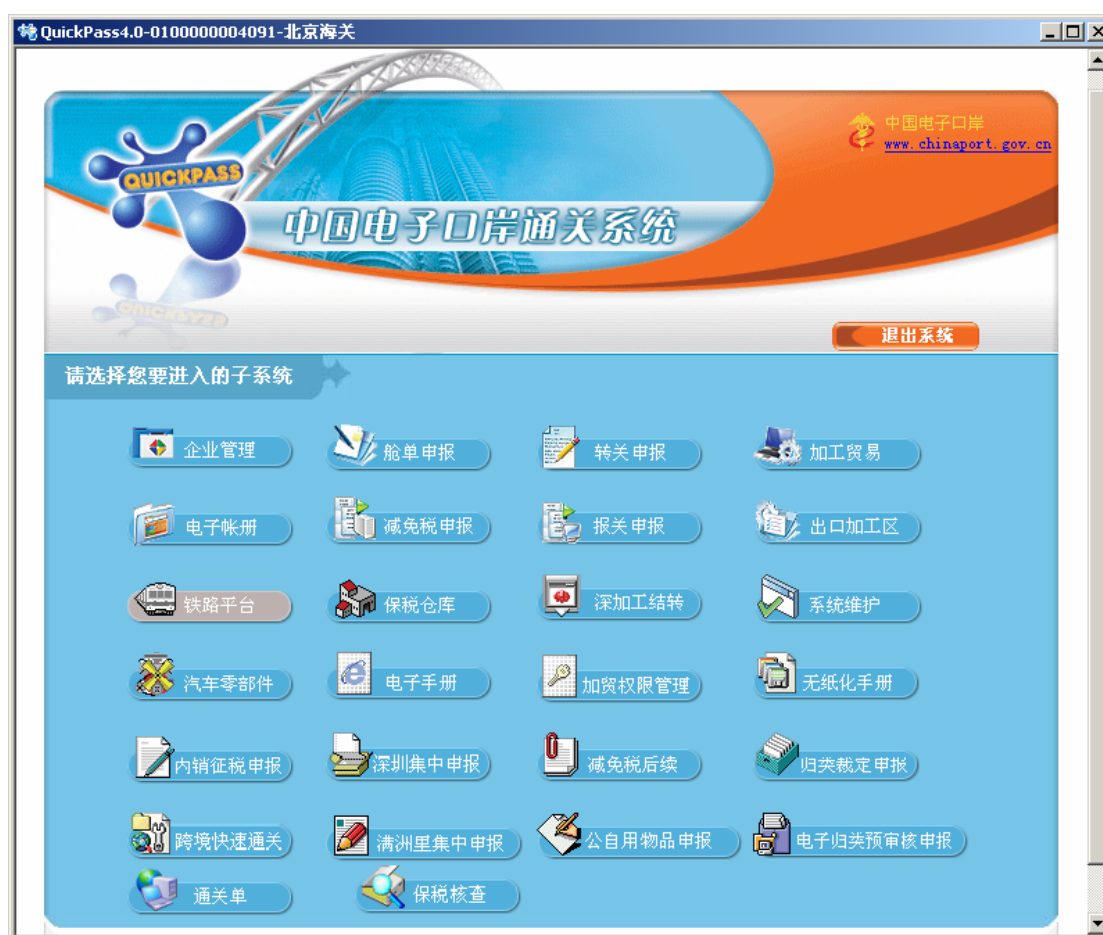 QuickPass4.0-0100000004091-北京海关
中国电子口岸
www.chinaport.gov.cn
QUICKPASS
中国电子口岸通关系统
退出系统
请选择您要进入的子系统
企业管理 舱单申报 转关申报 加工贸易
电子帐册 减免税申报 报关申报 出口加工区
铁路平台 保税仓库 深加工结转 系统维护
汽车零部件 电子手册 加贸权限管理 无纸化手册
内销征税申报 深圳集中申报 减免税后续 归类裁定申报
跨境快速通关 满洲里集中申报 公自用物品申报 电子归类预审核申报
通关单 保税核查